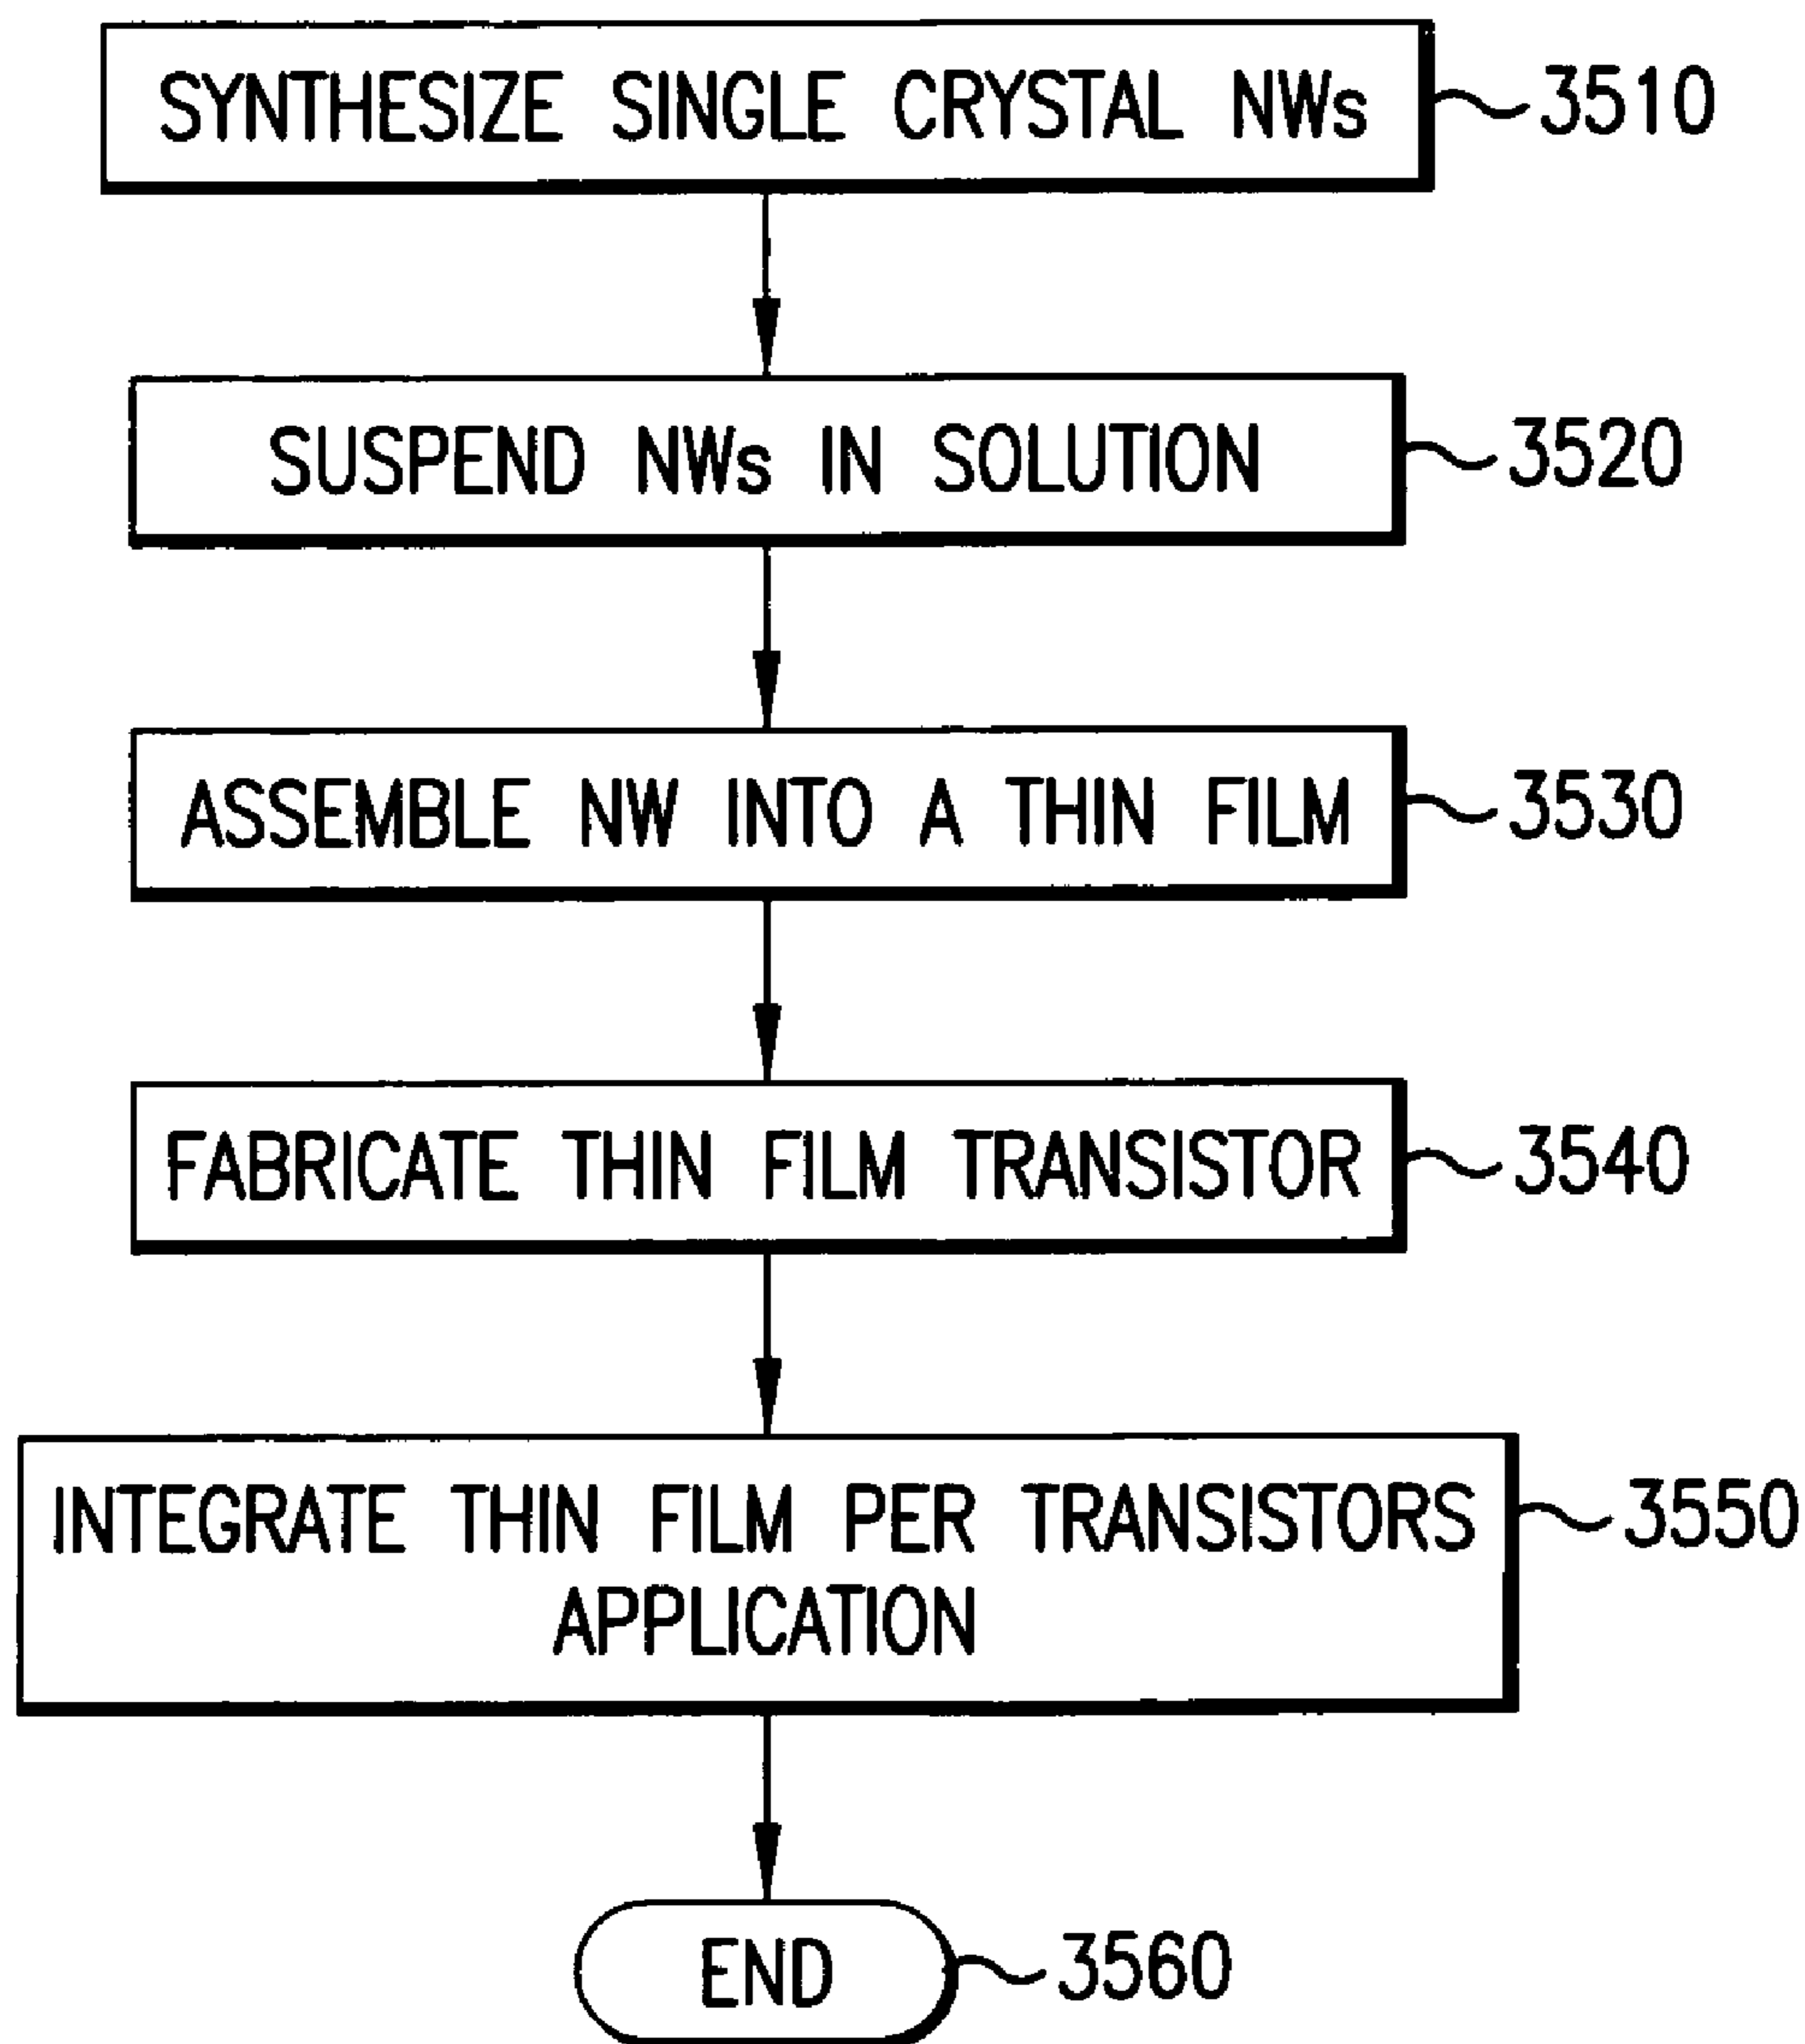 SYNTHESIZE SINGLE CRYSTAL NWs 3510
SUSPEND NWs IN SOLUTION 3520
ASSEMBLE NW INTO A THIN FILM 3530
FABRICATE THIN FILM TRANSISTOR 3540
INTEGRATE THIN FILM PER TRANSISTORS 3550
APPLICATION
END 3560